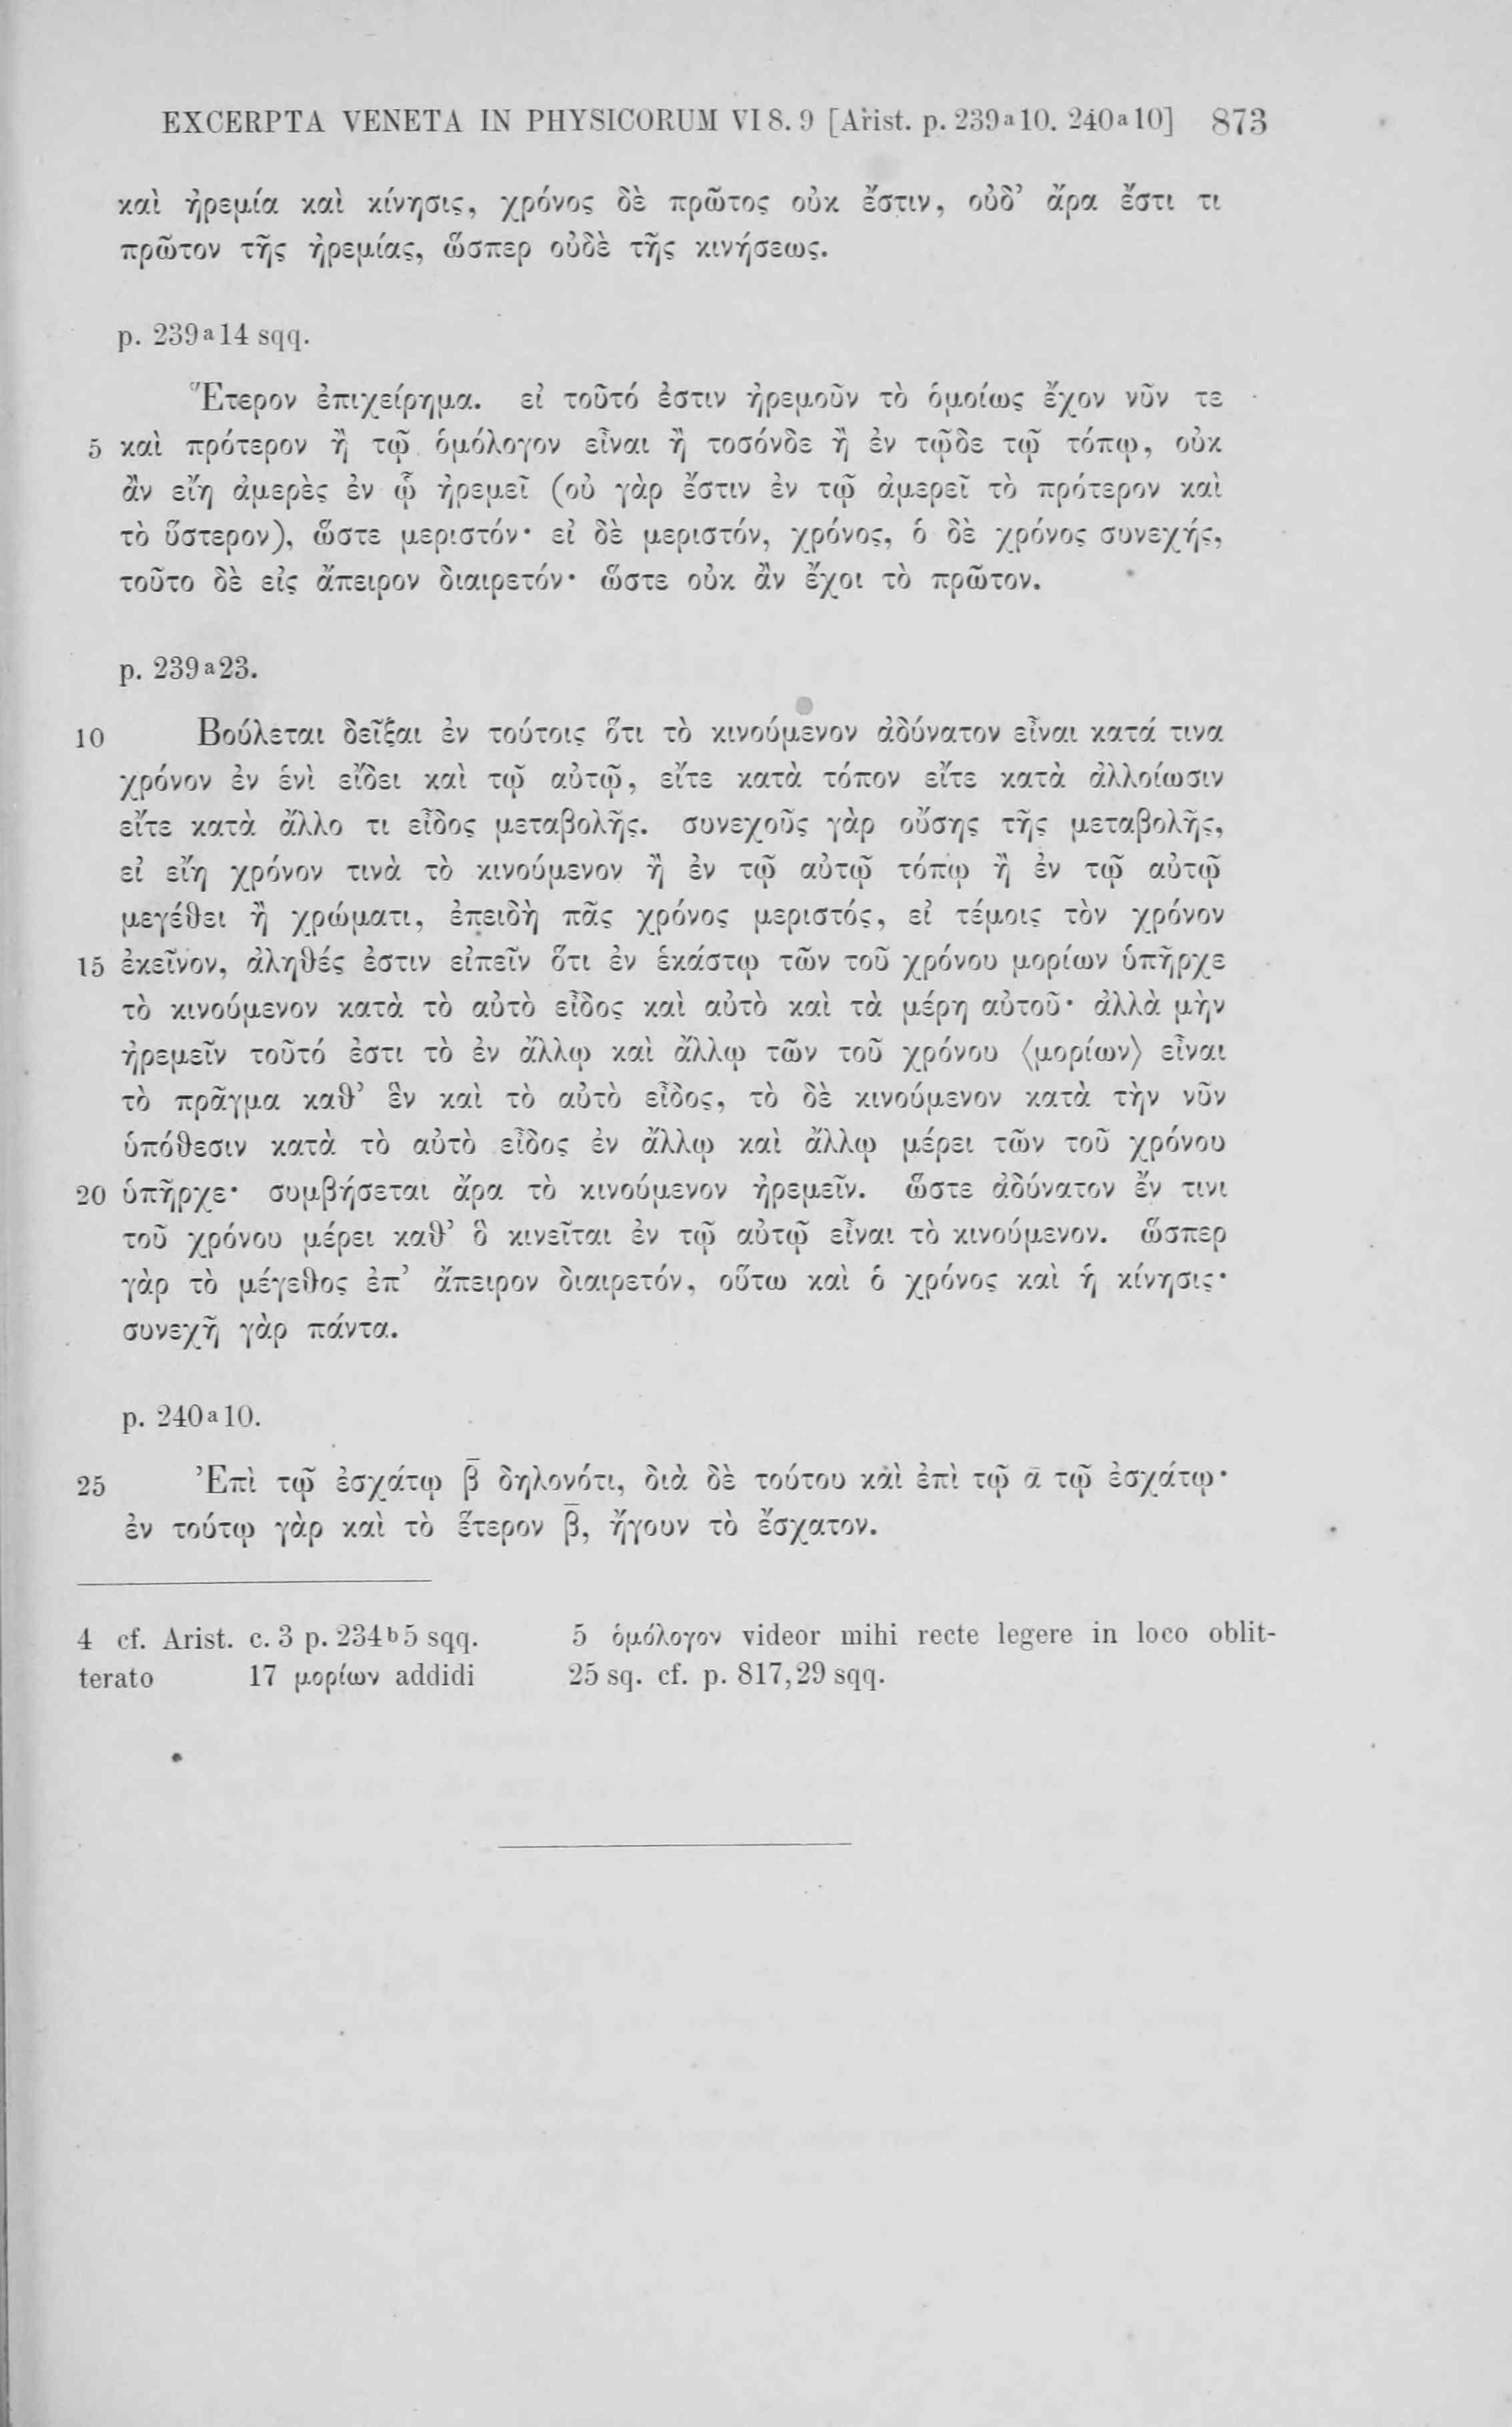 EXCERPTA VENETA IN PHYSICORUM VI 8. 9 [Arist. p. 239a10. 240a10] 873
καὶ ἠρεμία καὶ κίνησις, χρόνος δὲ πρῶτος οὐκ ἔστιν, οὐδ’ ἄρα ἔστι τι
πρῶτον τῆς ἠρεμίας, ὥσπερ οὐδὲ τῆς κινήσεως.
p. 239a14 sqq.
Ἕτερον ἐπιχείρημα. εἰ τοῦτό ἐστιν ἠρεμοῦν τὸ ὁμοίως ἔχον νῦν τε
5 καὶ πρότερον ἢ τῷ ὁμόλογον εἶναι ἢ τοσόνδε ἢ ἐν τῷδε τῷ τόπῳ, οὐκ
ἂν εἴη ἀμερὲς ἐν ᾧ ἠρεμεῖ (οὐ γὰρ ἔστιν ἐν τῷ ἀμερεῖ τὸ πρότερον καὶ
τὸ ὕστερον), ὥστε μεριστόν· εἰ δὲ μεριστόν, χρόνος, ὁ δὲ χρόνος συνεχής,
τοῦτο δὲ εἰς ἄπειρον διαιρετόν· ὥστε οὐκ ἂν ἔχοι τὸ πρῶτον.
p. 239a23.
10 Βούλεται δεῖξαι ἐν τούτοις ὅτι τὸ κινούμενον ἀδύνατον εἶναι κατά τινα
χρόνον ἐν ἑνὶ εἴδει καὶ τῷ αὐτῷ, εἴτε κατὰ τόπον εἴτε κατὰ ἀλλοίωσιν
εἴτε κατὰ ἄλλο τι εἶδος μεταβολῆς. συνεχοῦς γὰρ οὔσης τῆς μεταβολῆς,
εἰ εἴη χρόνον τινὰ τὸ κινούμενον ἢ ἐν τῷ αὐτῷ τόπῳ ἢ ἐν τῷ αὐτῷ
μεγέθει ἢ χρώματι, ἐπειδὴ πᾶς χρόνος μεριστός, εἰ τέμοις τὸν χρόνον
15 ἐκεῖνον, ἀληθές ἐστιν εἰπεῖν ὅτι ἐν ἑκάστῳ τῶν τοῦ χρόνου μορίων ὑπῆρχε
τὸ κινούμενον κατὰ τὸ αὐτὸ εἶδος καὶ αὐτὸ καὶ τὰ μέρη αὐτοῦ· ἀλλὰ μὴν
ἠρεμεῖν τοῦτό ἐστι τὸ ἐν ἄλλῳ καὶ ἄλλῳ τῶν τοῦ χρόνου ⟨μορίων⟩ εἶναι
τὸ πρᾶγμα καθ’ ἓν καὶ τὸ αὐτὸ εἶδος, τὸ δὲ κινούμενον κατὰ τὴν νῦν
ὑπόθεσιν κατὰ τὸ αὐτὸ εἶδος ἐν ἄλλῳ καὶ ἄλλῳ μέρει τῶν τοῦ χρόνου
20 ὑπῆρχε· συμβήσεται ἄρα τὸ κινούμενον ἠρεμεῖν. ὥστε ἀδύνατον ἔν τινι
τοῦ χρόνου μέρει καθ’ ὃ κινεῖται ἐν τῷ αὐτῷ εἶναι τὸ κινούμενον. ὥσπερ
γὰρ τὸ μέγεθος ἐπ’ ἄπειρον διαιρετόν, οὕτω καὶ ὁ χρόνος καὶ ἡ κίνησις·
συνεχῆ γὰρ πάντα.
p. 240a10.
25 Ἐπὶ τῷ ἐσχάτῳ β̄ δηλονότι, διὰ δὲ τούτου καὶ ἐπὶ τῷ ᾱ τῷ ἐσχάτῳ·
ἐν τούτῳ γὰρ καὶ τὸ ἕτερον β̄, ἤγουν τὸ ἔσχατον.
4 cf. Arist. c. 3 p. 234b5 sqq. 5 ὁμόλογον videor mihi recte legere in loco oblit-
terato 17 μορίων addidi 25 sq. cf. p. 817,29 sqq.